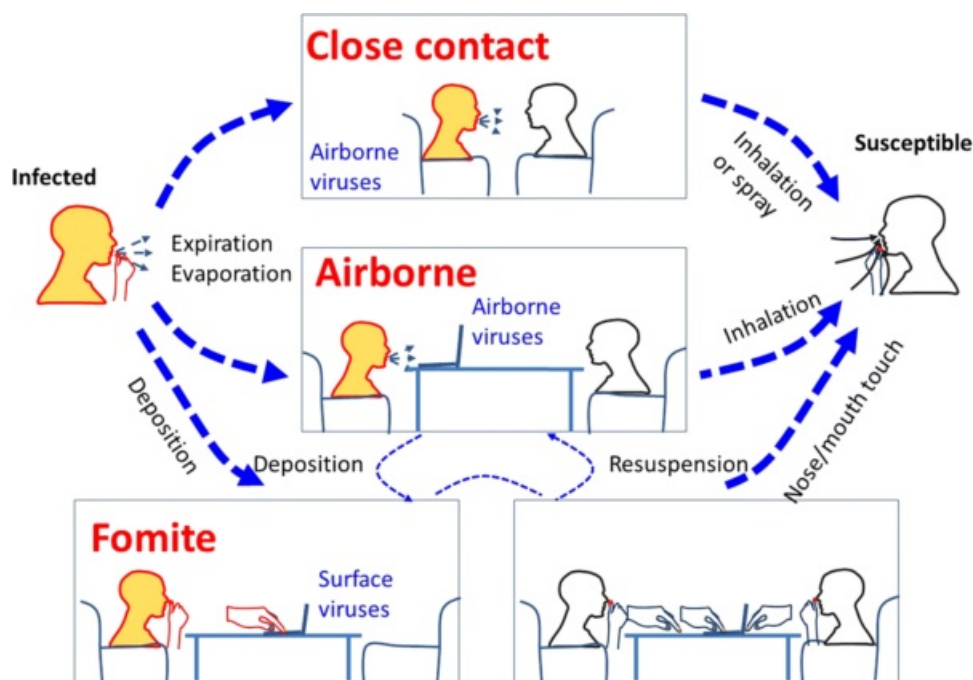 Close contact
Airborne
viruses
Infected
Susceptible
Inhalation
or spray
Expiration
Evaporation
Airborne
Airborne
viruses
Inhalation
Deposition
Deposition
Resuspension
Nose/mouth touch
Fomite
Surface
viruses